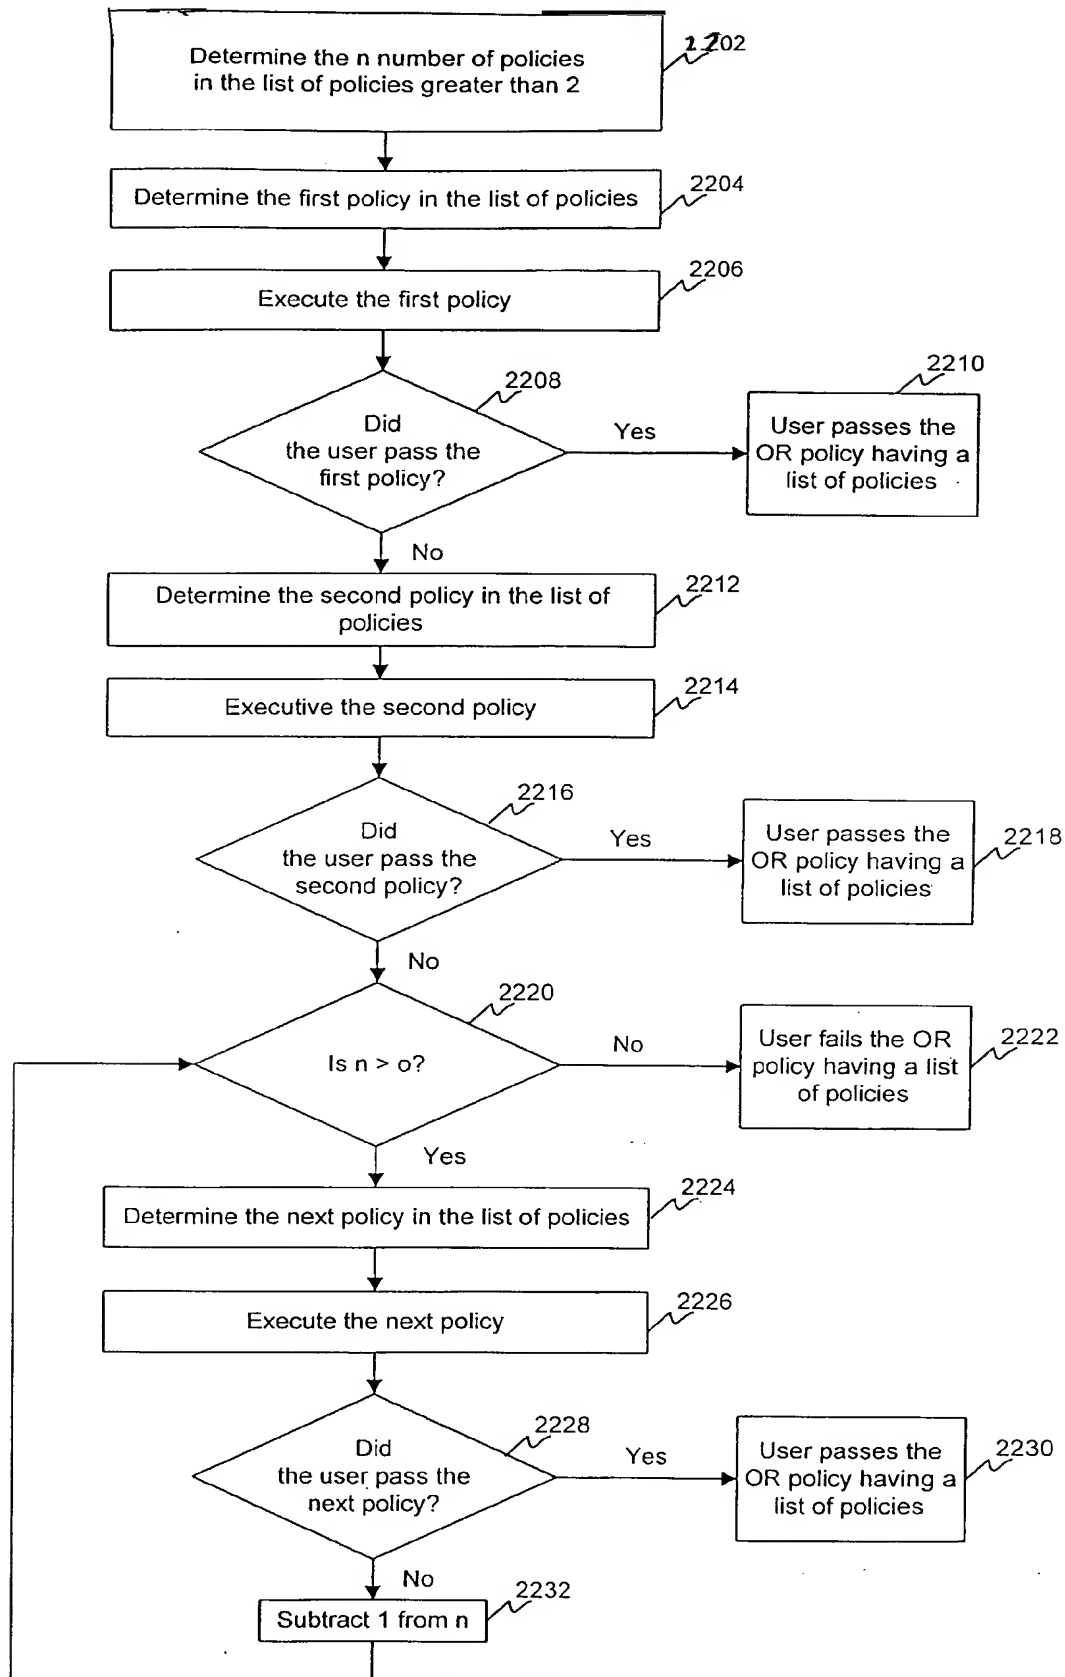 Determine the n number of policies
in the list of policies greater than 2
2202
Determine the first policy in the list of policies
2204
Execute the first policy
2206
Did
the user pass the
first policy?
2208
Yes
User passes the
OR policy having a
list of policies
2210
No
Determine the second policy in the list of
policies
2212
Executive the second policy
2214
Did
the user pass the
second policy?
2216
Yes
User passes the
OR policy having a
list of policies
2218
No
Is n > o?
2220
No
User fails the OR
policy having a list
of policies
2222
Yes
Determine the next policy in the list of policies
2224
Execute the next policy
2226
Did
the user pass the
next policy?
2228
Yes
User passes the
OR policy having a
list of policies
2230
No
Subtract 1 from n
2232